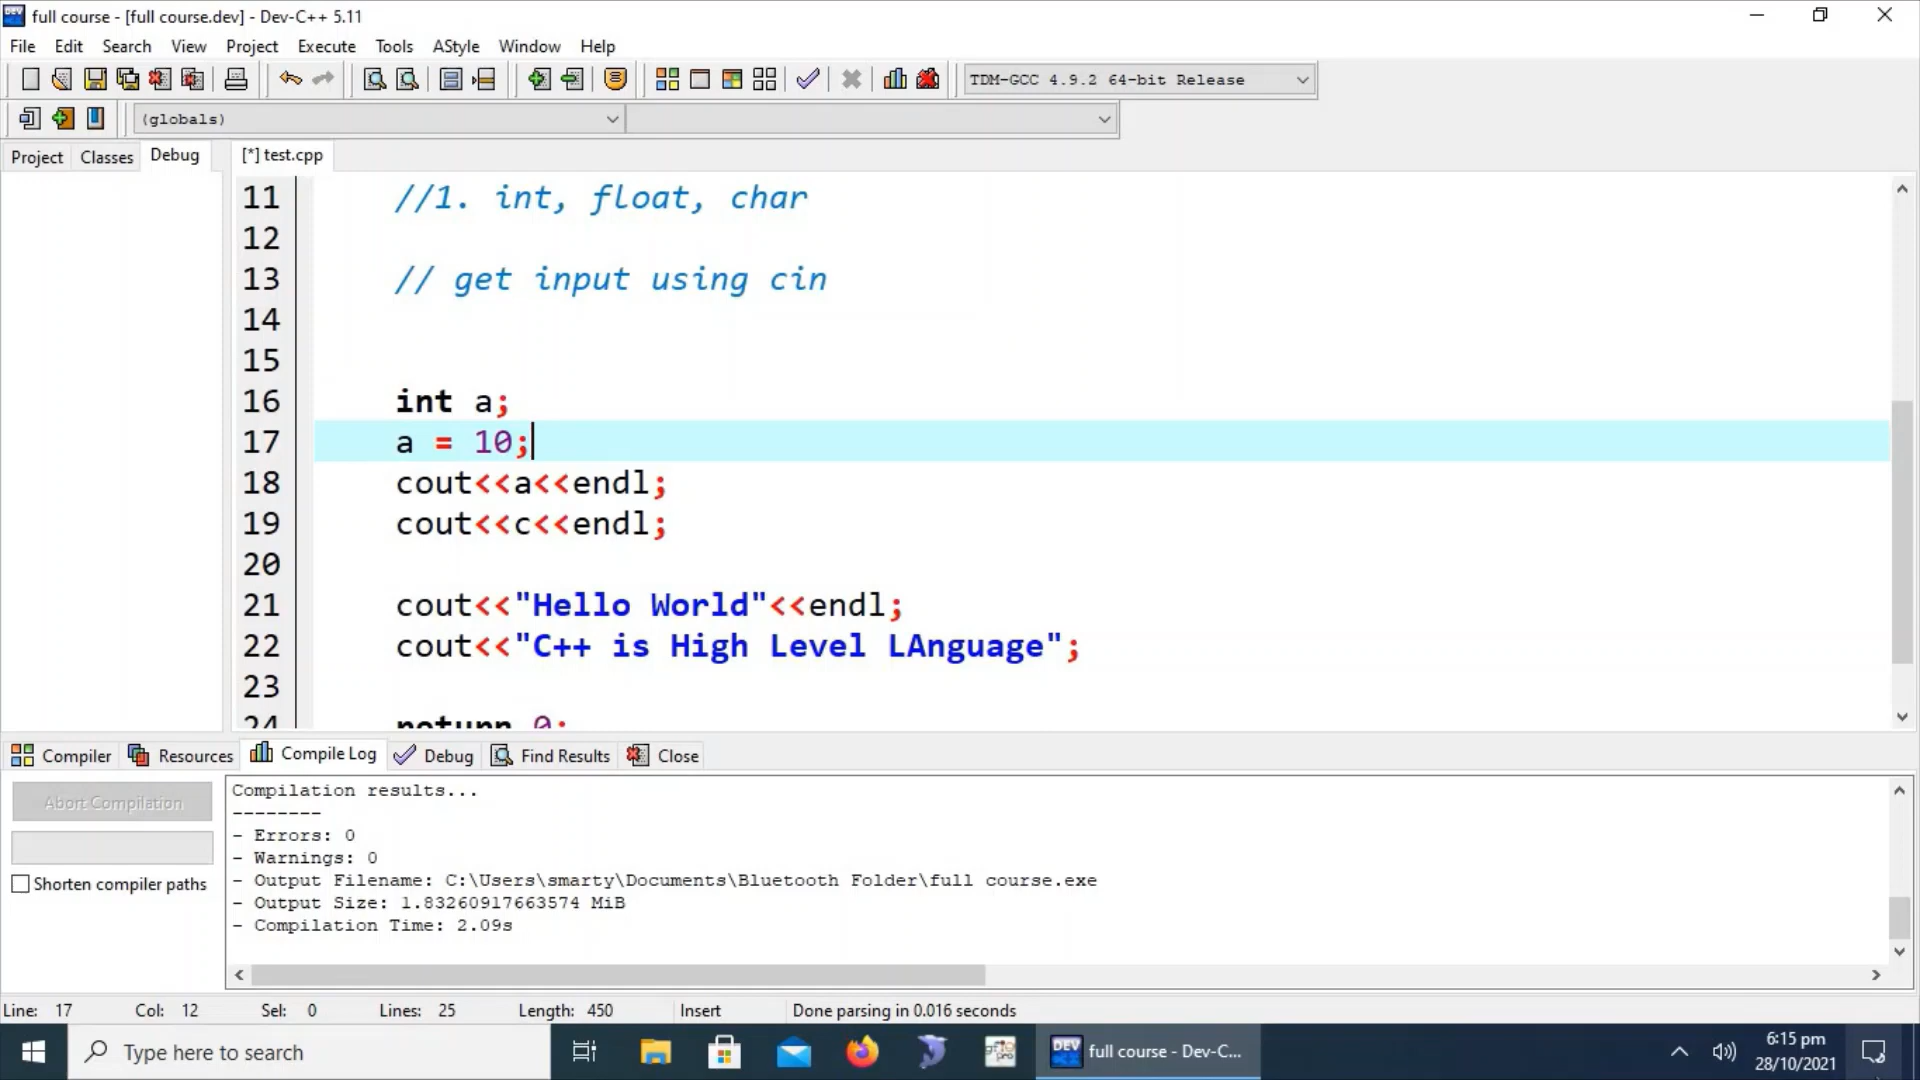 full course - [full course.dev] - Dev-C++ 5.11
File Edit Search View Project Execute Tools AStyle Window Help
TDM-GCC 4.9.2 64-bit Release
(globals)
Project Classes Debug [*] test.cpp
11 //1. int, float, char
12
13 // get input using cin
14
15
16 int a;
17 a = 10;
18 cout<<a<<endl;
19 cout<<c<<endl;
20
21 cout<<"Hello World"<<endl;
22 cout<<"C++ is High Level LAnguage";
23
24 return 0;
Compiler Resources Compile Log Debug Find Results Close
Abort Compilation
Shorten compiler paths
Compilation results...
--------
- Errors: 0
- Warnings: 0
- Output Filename: C:\Users\smarty\Documents\Bluetooth Folder\full course.exe
- Output Size: 1.83260917663574 MiB
- Compilation Time: 2.09s
Line: 17 Col: 12 Sel: 0 Lines: 25 Length: 450 Insert Done parsing in 0.016 seconds
Type here to search
DEV
full course - Dev-C...
6:15 pm
28/10/2021